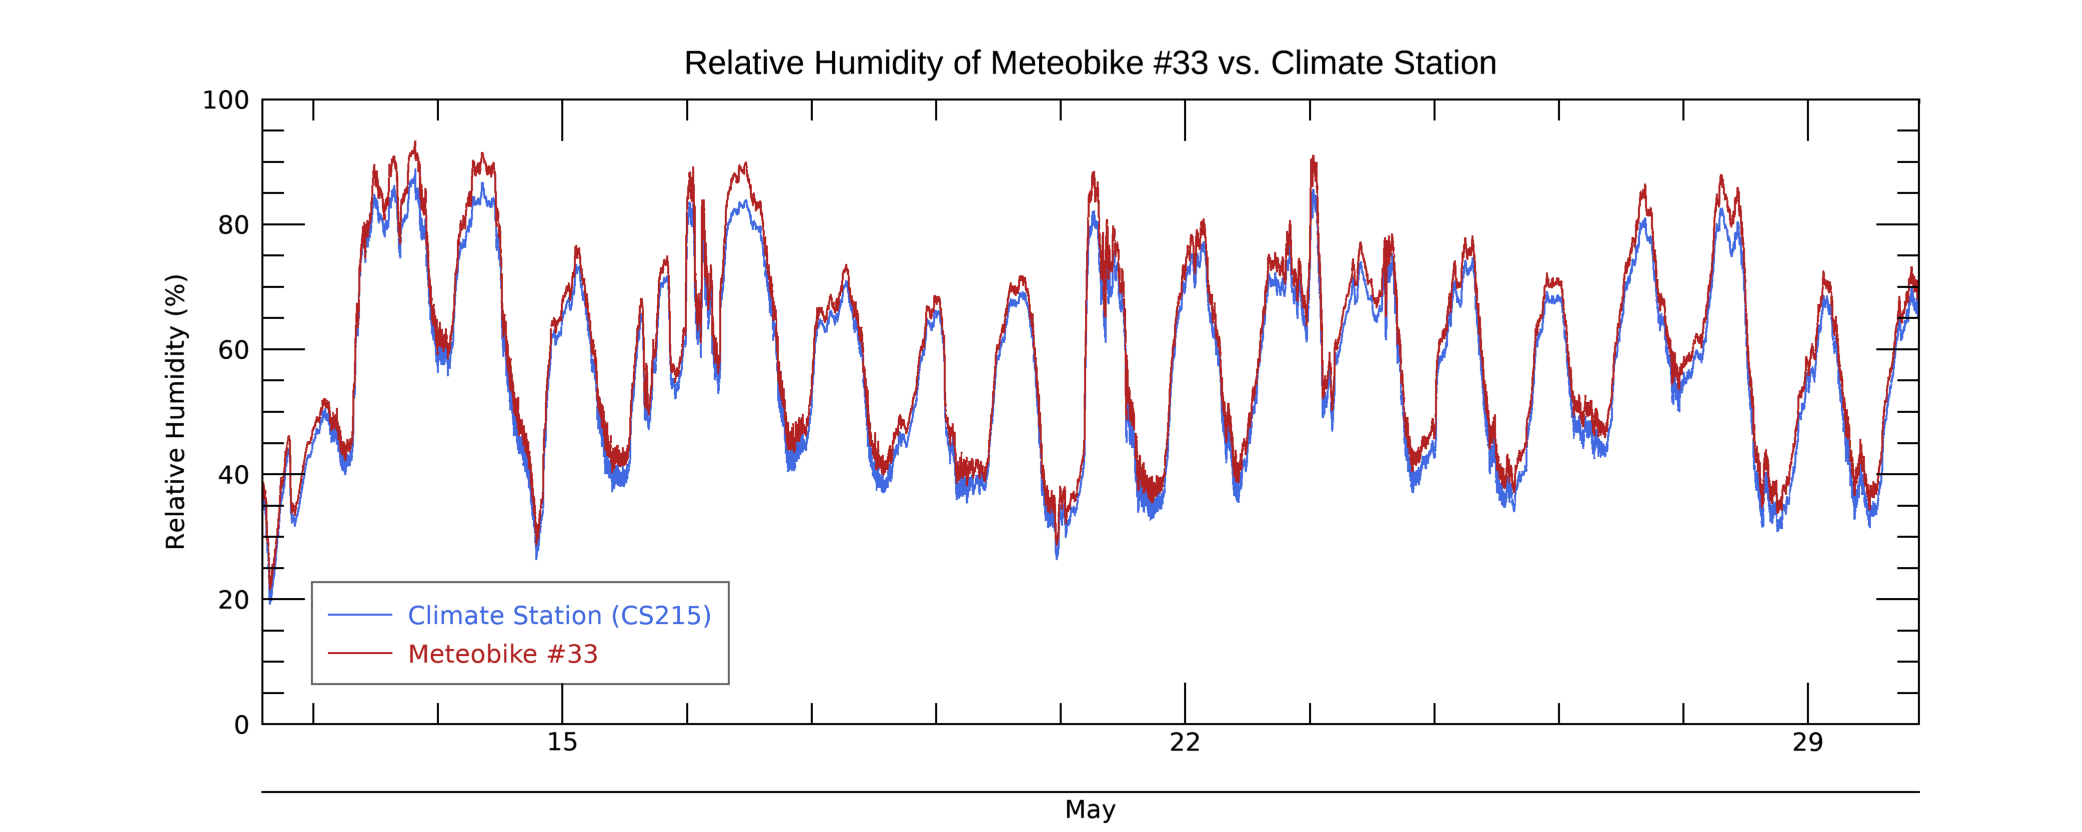 Relative Humidity of Meteobike #33 vs. Climate Station
Relative Humidity (%)
100
80
60
40
20
0
Climate Station (CS215)
Meteobike #33
15 22 29
May